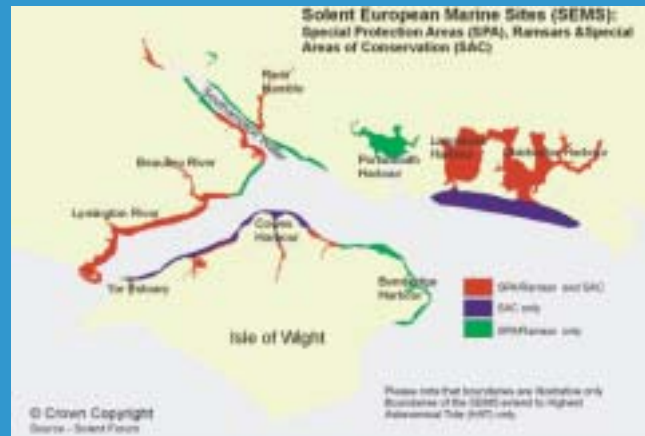 Solent European Marine Sites (SEMS):
Special Protection Areas (SPA), Ramsars &Special
Areas of Conservation (SAC)
River
Hamble
Southampton
Beaulieu River
Portsmouth
Harbour
Langstone
Harbour
Chichester Harbour
Lymington River
Cowes
Harbour
Yar Estuary
Bembridge
Harbour
SPA/Ramsar and SAC
SAC only
SPA/Ramsar only
Isle of Wight
Please note that boundaries are illustrative only
Boundaries of the SEMS extend to Highest
Astronomical Tide (HAT) only
© Crown Copyright
Source - Solent Forum